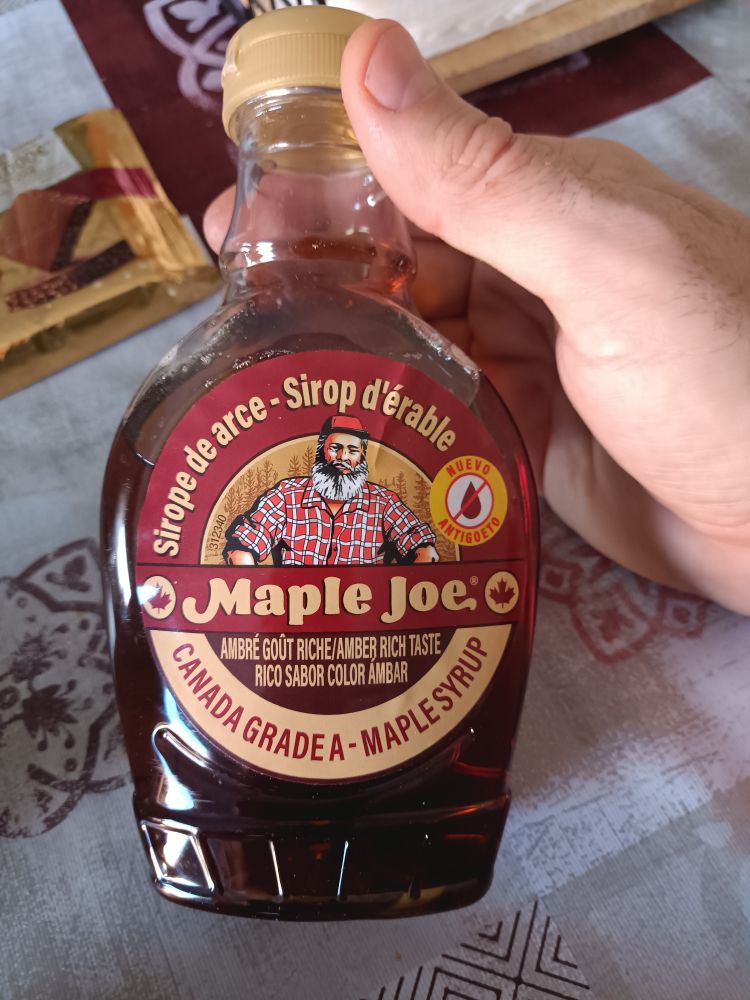 Sirope de arce - Sirop d'érable
NUEVO
ANTIGOTEO
312340
Maple Joe®
AMBRÉ GOÛT RICHE/AMBER RICH TASTE
RICO SABOR COLOR ÁMBAR
CANADA GRADE A - MAPLE SYRUP